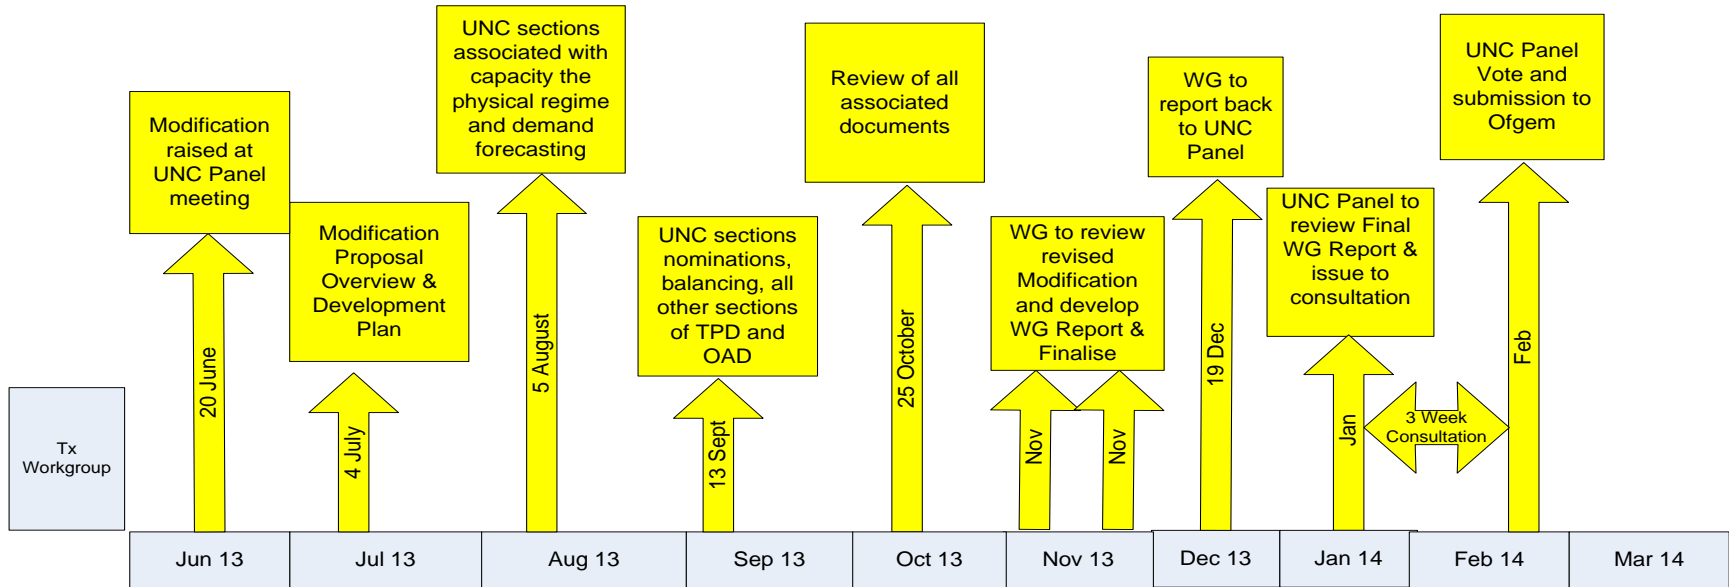 Modification
raised at
UNC Panel
meeting
20 June
Modification
Proposal
Overview &
Development
Plan
4 July
UNC sections
associated with
capacity the
physical regime
and demand
forecasting
5 August
UNC sections
nominations,
balancing, all
other sections
of TPD and
OAD
13 Sept
Review of all
associated
documents
25 October
WG to review
revised
Modification
and develop
WG Report &
Finalise
Nov
Nov
WG to
report back
to UNC
Panel
19 Dec
UNC Panel to
review Final
WG Report &
issue to
consultation
Jan
3 Week
Consultation
UNC Panel
Vote and
submission to
Ofgem
Feb
Tx
Workgroup
Jun 13
Jul 13
Aug 13
Sep 13
Oct 13
Nov 13
Dec 13
Jan 14
Feb 14
Mar 14